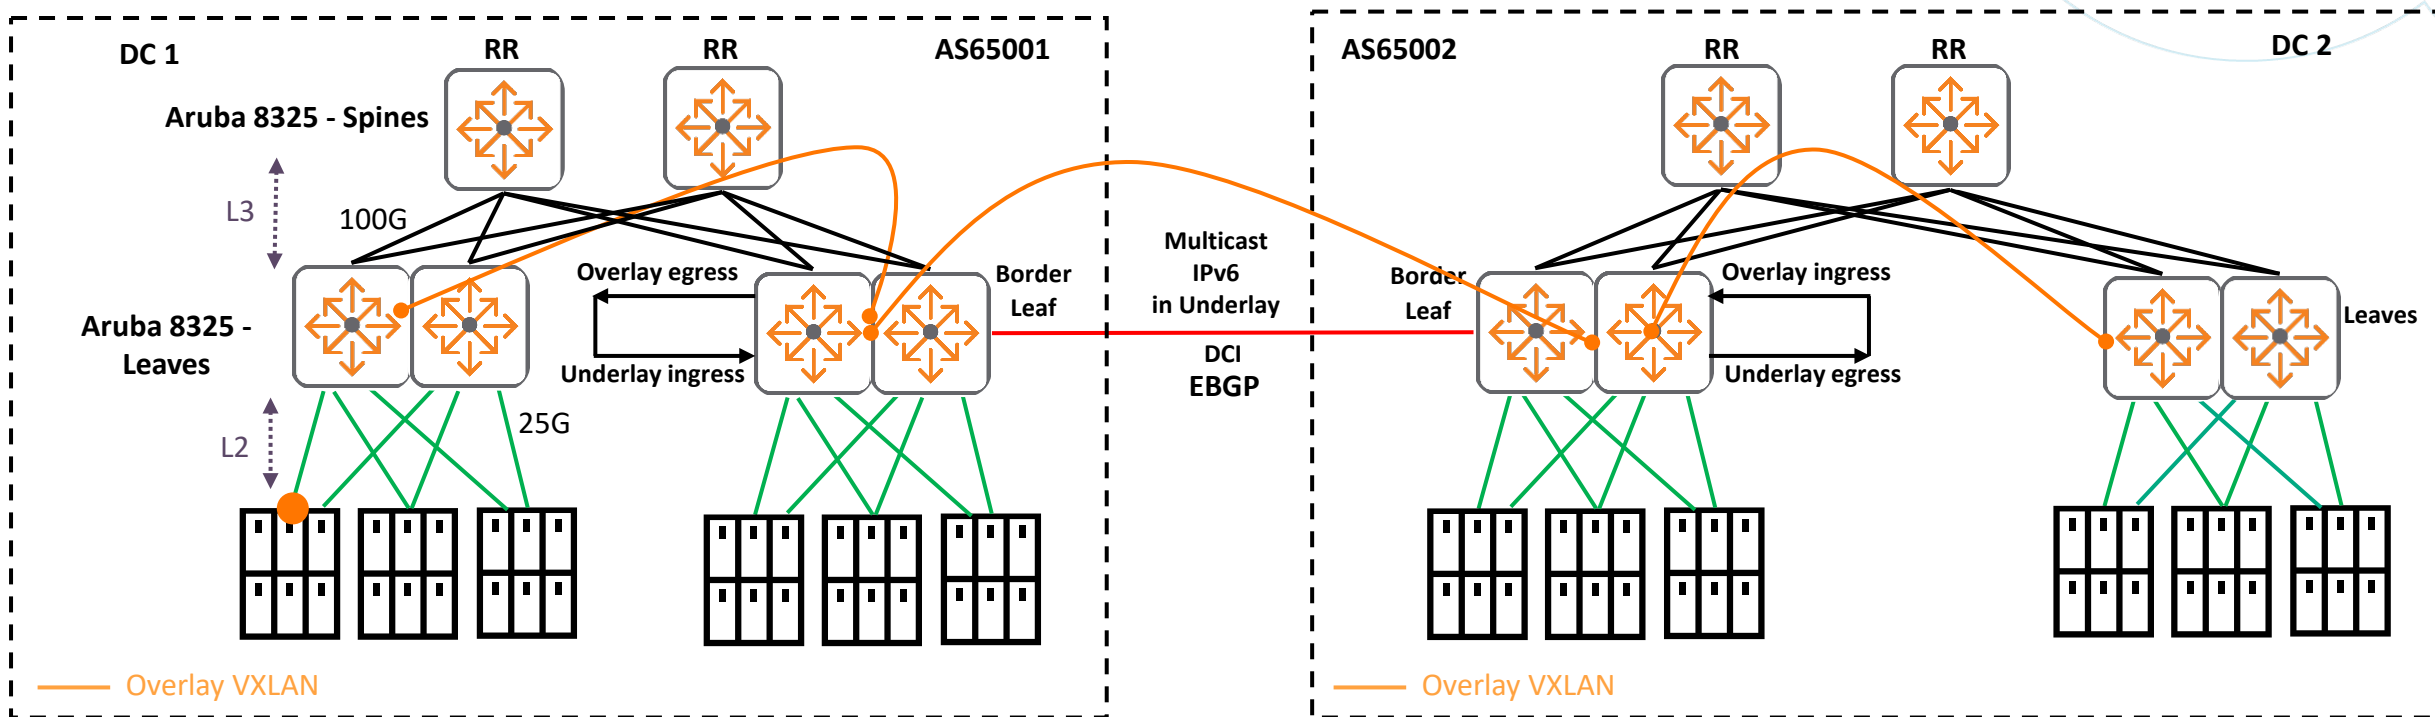 DC 1
RR
RR
AS65001
Aruba 8325 - Spines
L3
100G
Overlay egress
Underlay ingress
Border
Leaf
Aruba 8325 -
Leaves
L2
25G
Overlay VXLAN
Multicast
IPv6
in Underlay
DCI
EBGP
AS65002
RR
RR
DC 2
Border
Leaf
Overlay ingress
Underlay egress
Leaves
Overlay VXLAN